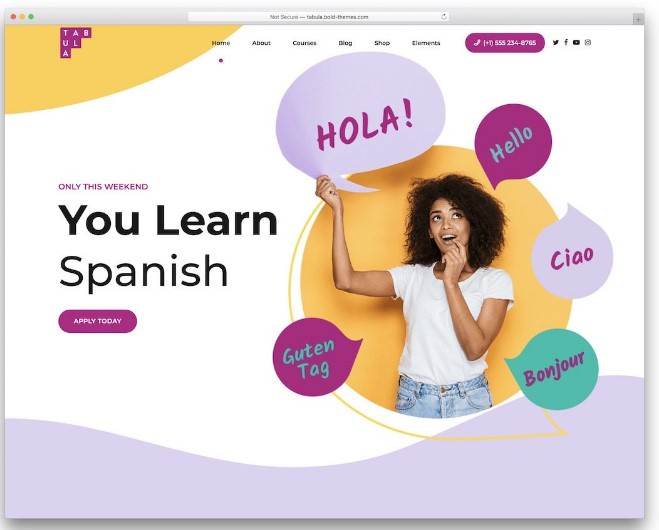 Not Secure — tabula.bold-themes.com
TAB
U
LA
Home About Courses Blog Shop Elements (+1) 555 234-8765
HOLA!
Hello
ONLY THIS WEEKEND
You Learn
Spanish
Ciao
APPLY TODAY
Guten
Tag
Bonjour